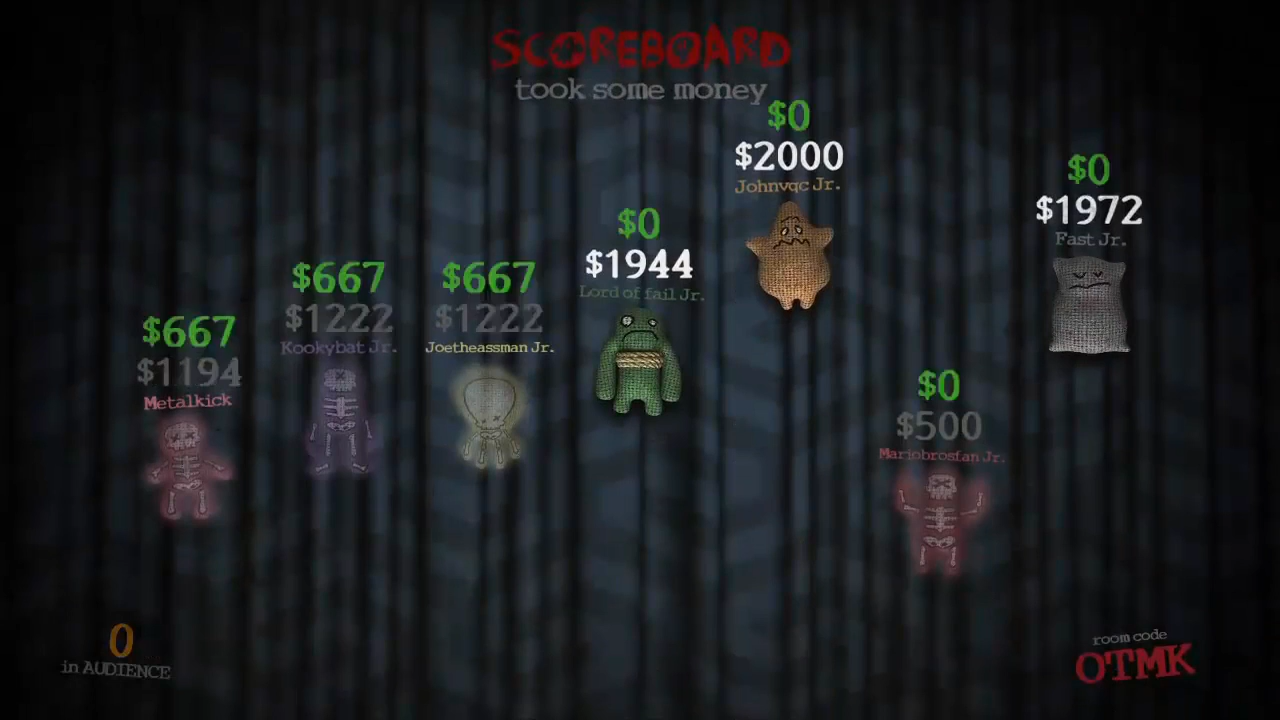 SCOREBOARD
took some money
$667
$1194
Metalkick
$667
$1222
Kookybat Jr.
$667
$1222
Joetheassman Jr.
$0
$1944
Lord of fail Jr.
$0
$2000
Johnvqc Jr.
$0
$500
Mariobrosfan Jr.
$0
$1972
Fast Jr.
0
in AUDIENCE
room code
OTMK